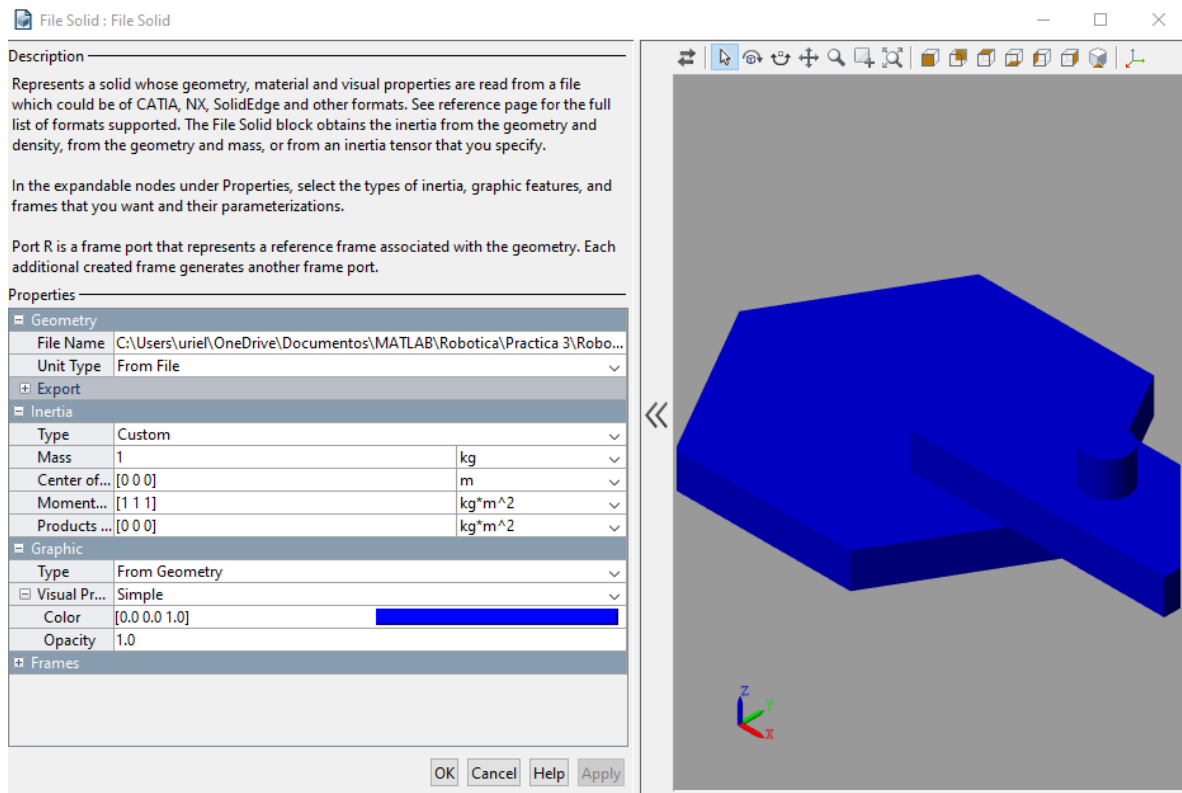 File Solid : File Solid
Description
Represents a solid whose geometry, material and visual properties are read from a file
which could be of CATIA, NX, SolidEdge and other formats. See reference page for the full
list of formats supported. The File Solid block obtains the inertia from the geometry and
density, from the geometry and mass, or from an inertia tensor that you specify.
In the expandable nodes under Properties, select the types of inertia, graphic features, and
frames that you want and their parameterizations.
Port R is a frame port that represents a reference frame associated with the geometry. Each
additional created frame generates another frame port.
Properties
Geometry
File Name C:\Users\uriel\OneDrive\Documentos\MATLAB\Robotica\Practica 3\Robo...
Unit Type From File
Export
Inertia
Type Custom
Mass 1 kg
Center of... [0 0 0] m
Moment... [1 1 1] kg*m^2
Products ... [0 0 0] kg*m^2
Graphic
Type From Geometry
Visual Pr... Simple
Color [0.0 0.0 1.0]
Opacity 1.0
Frames
OK Cancel Help Apply
Z
Y
X